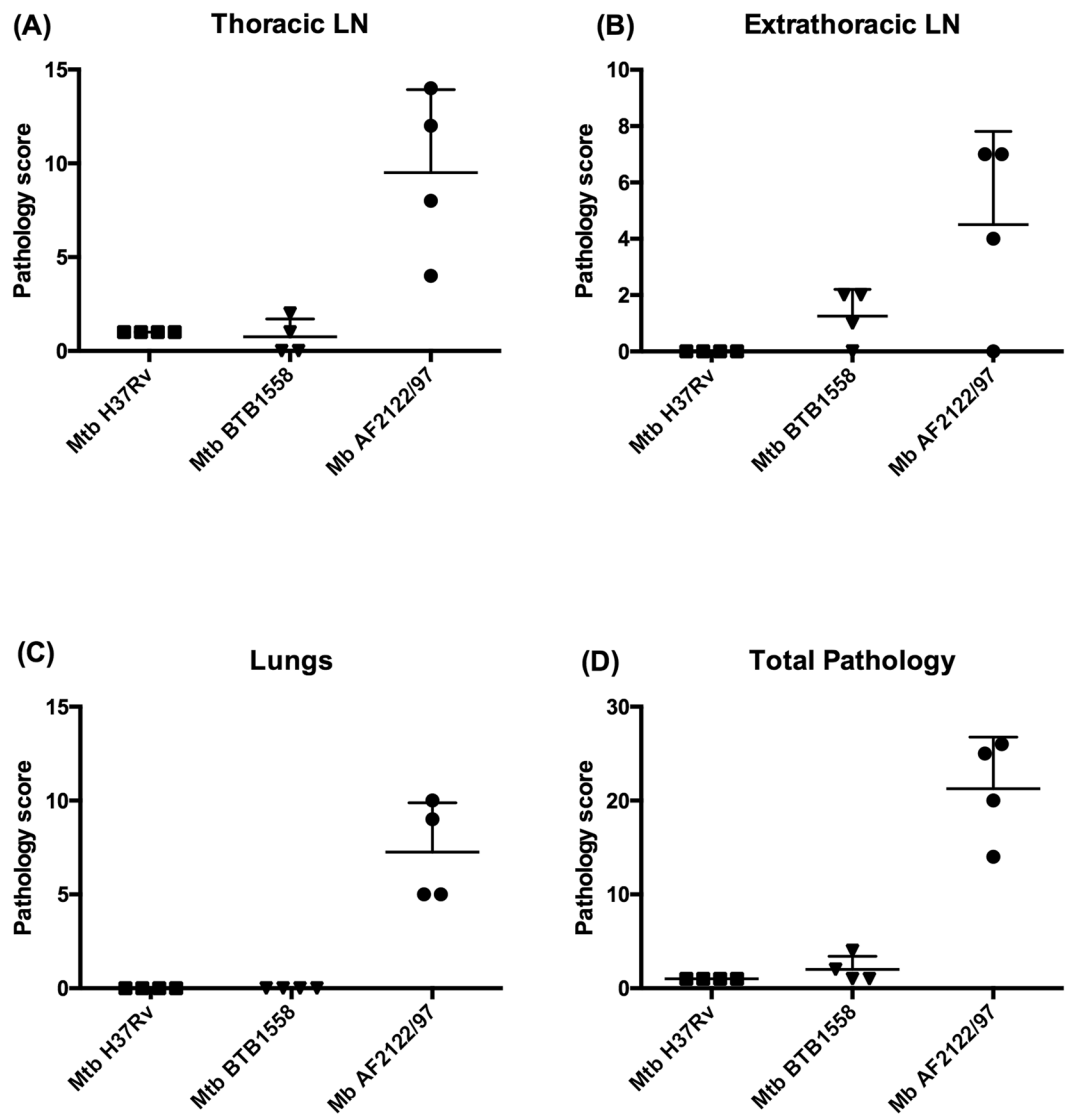 (A) Thoracic LN
Pathology score
15
10
5
0
Mtb H37Rv
Mtb BTB1558
Mb AF2122/97
(B) Extrathoracic LN
Pathology score
10
8
6
4
2
0
Mtb H37Rv
Mtb BTB1558
Mb AF2122/97
(C) Lungs
Pathology score
15
10
5
0
Mtb H37Rv
Mtb BTB1558
Mb AF2122/97
(D) Total Pathology
Pathology score
30
20
10
0
Mtb H37Rv
Mtb BTB1558
Mb AF2122/97